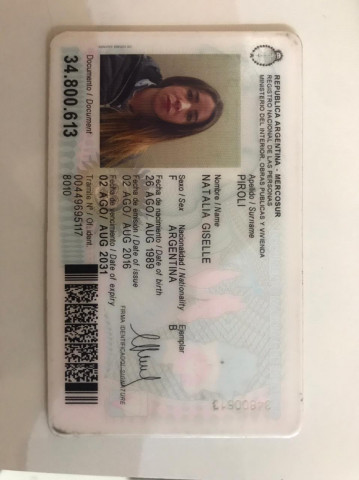 REPUBLICA ARGENTINA - MERCOSUR
REGISTRO NACIONAL DE LAS PERSONAS
MINISTERIO DEL INTERIOR, OBRAS PUBLICAS Y VIVIENDA
Apellido / Surname
PIROLI
Nombre / Name
NATALIA GISELLE
Sexo / Sex Nacionalidad / Nationality Ejemplar
F ARGENTINA B
Fecha de nacimiento / Date of birth
26 AGO/ AUG 1989
Fecha de emisión / Date of issue
02 AGO/ AUG 2016
Fecha de vencimiento / Date of expiry
02 AGO/ AUG 2031
FIRMA IDENTIFICADO / SIGNATURE
Documento / Document
34.800.613
Trámite Nº / Of. ident.
00449695117
8010
34800613